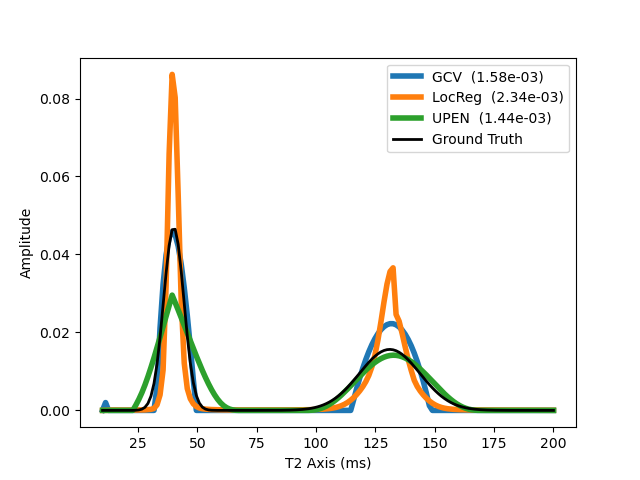 GCV (1.58e-03)
LocReg (2.34e-03)
UPEN (1.44e-03)
Ground Truth
0.08
0.06
0.04
0.02
0.00
Amplitude
25 50 75 100 125 150 175 200
T2 Axis (ms)